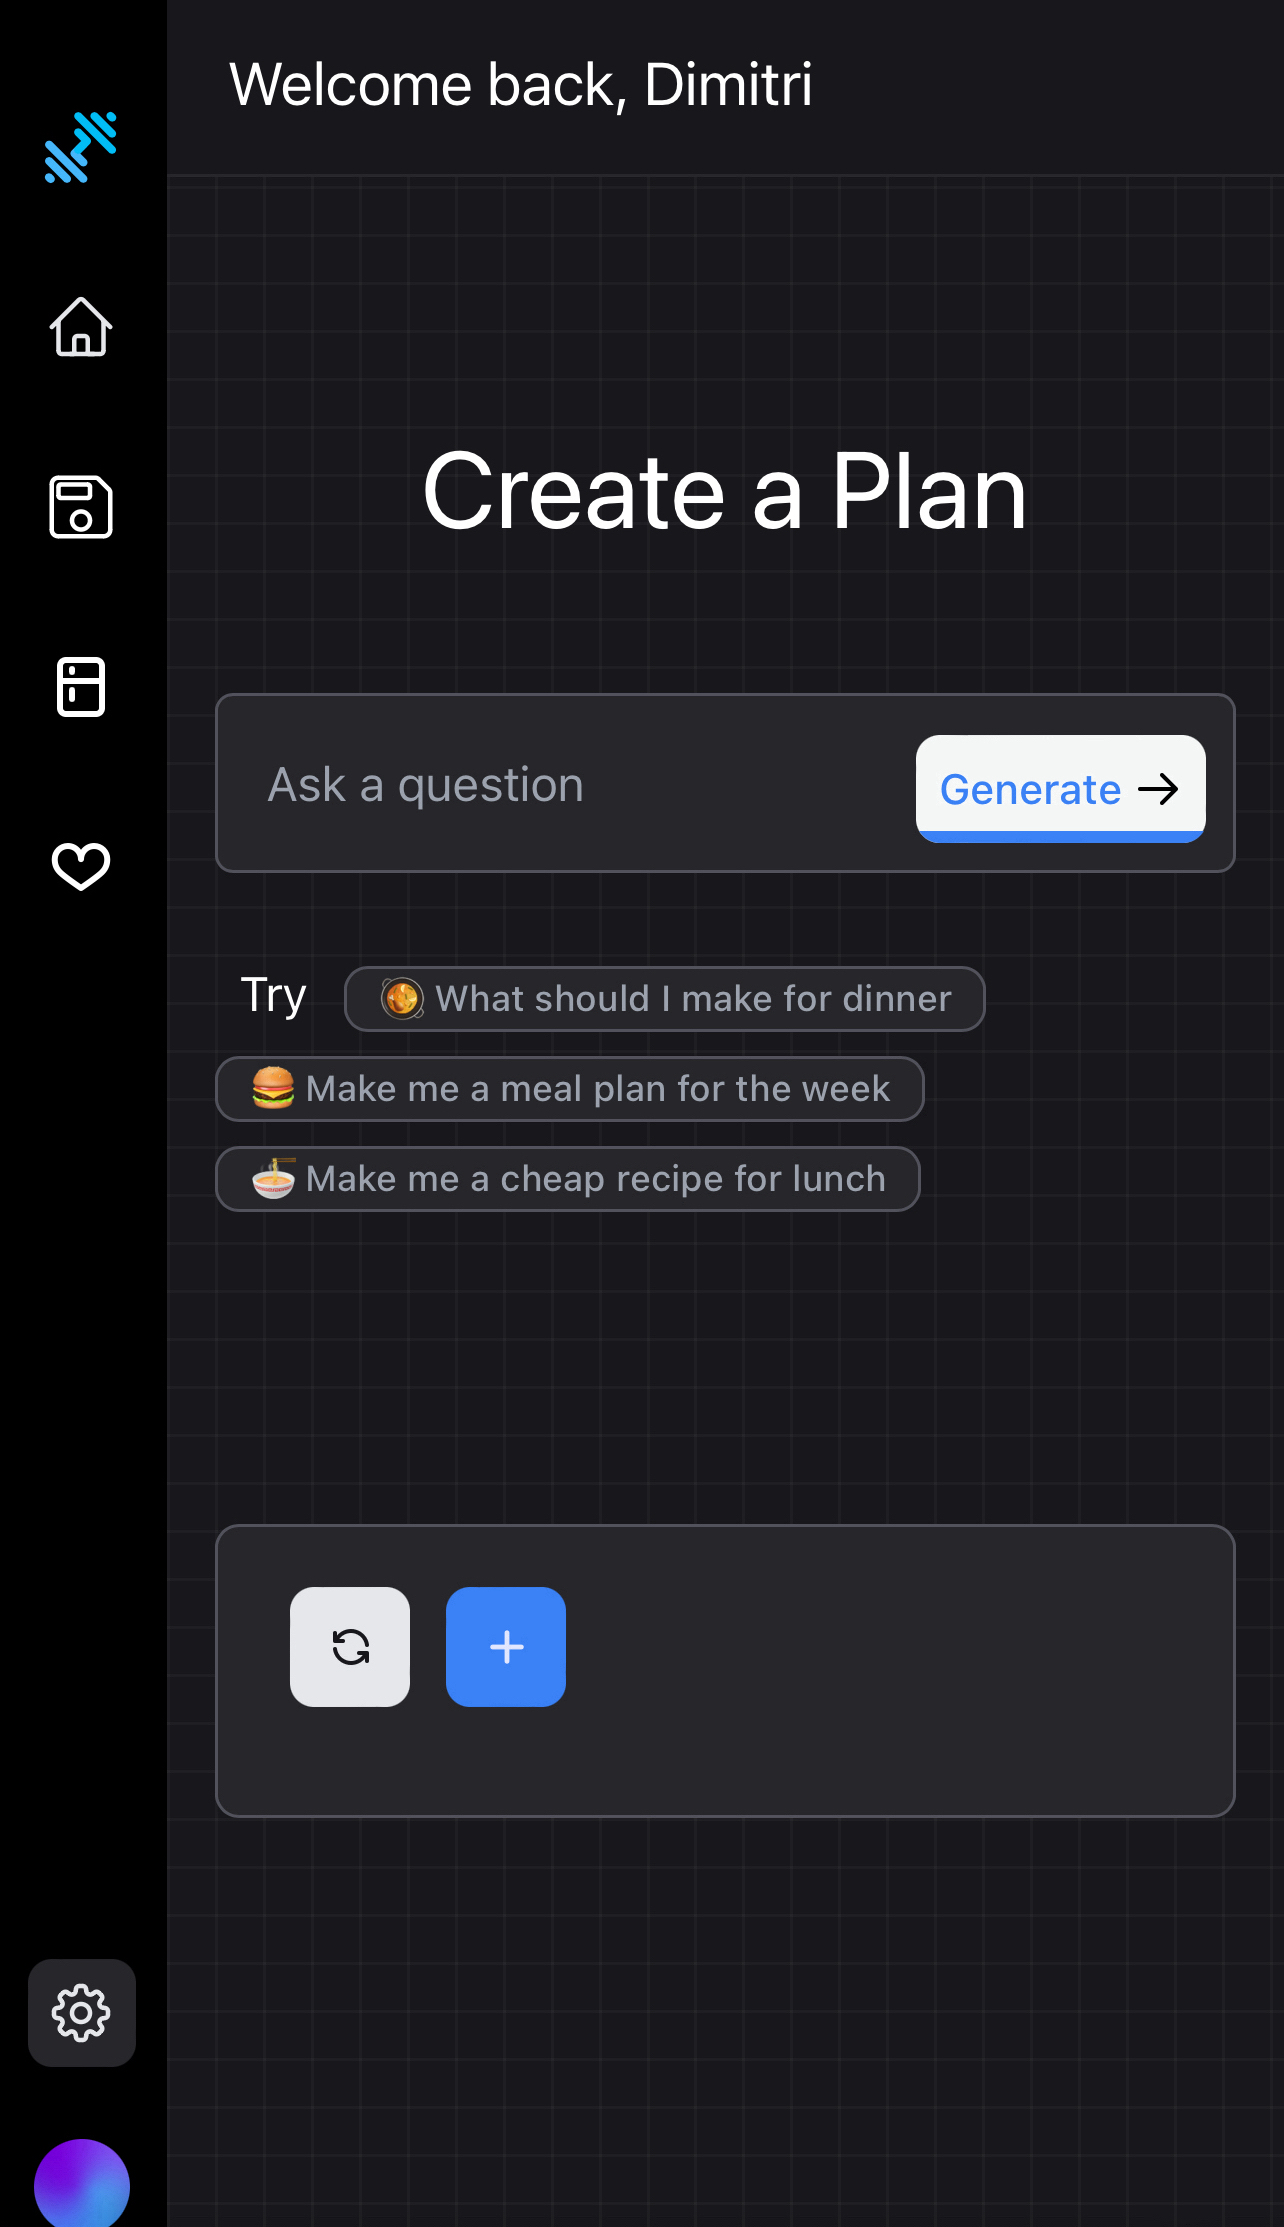 Welcome back, Dimitri
Create a Plan
Ask a question
Generate →
Try
🥘 What should I make for dinner
🍔 Make me a meal plan for the week
🍜 Make me a cheap recipe for lunch